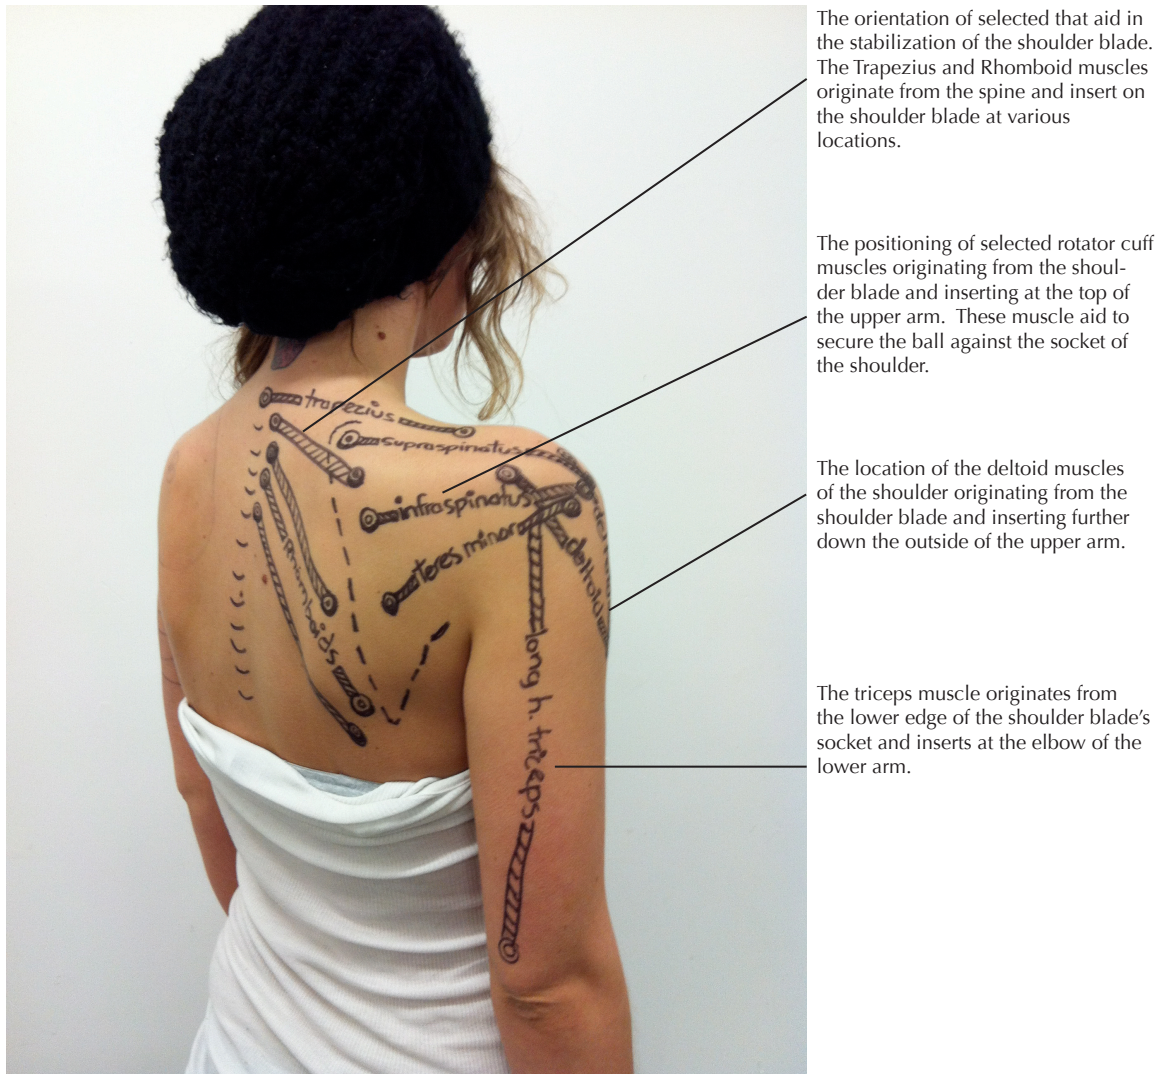 The orientation of selected that aid in
the stabilization of the shoulder blade.
The Trapezius and Rhomboid muscles
originate from the spine and insert on
the shoulder blade at various
locations.
The positioning of selected rotator cuff
muscles originating from the shoul-
der blade and inserting at the top of
the upper arm.  These muscle aid to
secure the ball against the socket of
the shoulder.
The location of the deltoid muscles
of the shoulder originating from the
shoulder blade and inserting further
down the outside of the upper arm.
The triceps muscle originates from
the lower edge of the shoulder blade’s
socket and inserts at the elbow of the
lower arm.
trapezius
supraspinatus
infraspinatus
teres minor
rhomboids
deltoid
long h. triceps